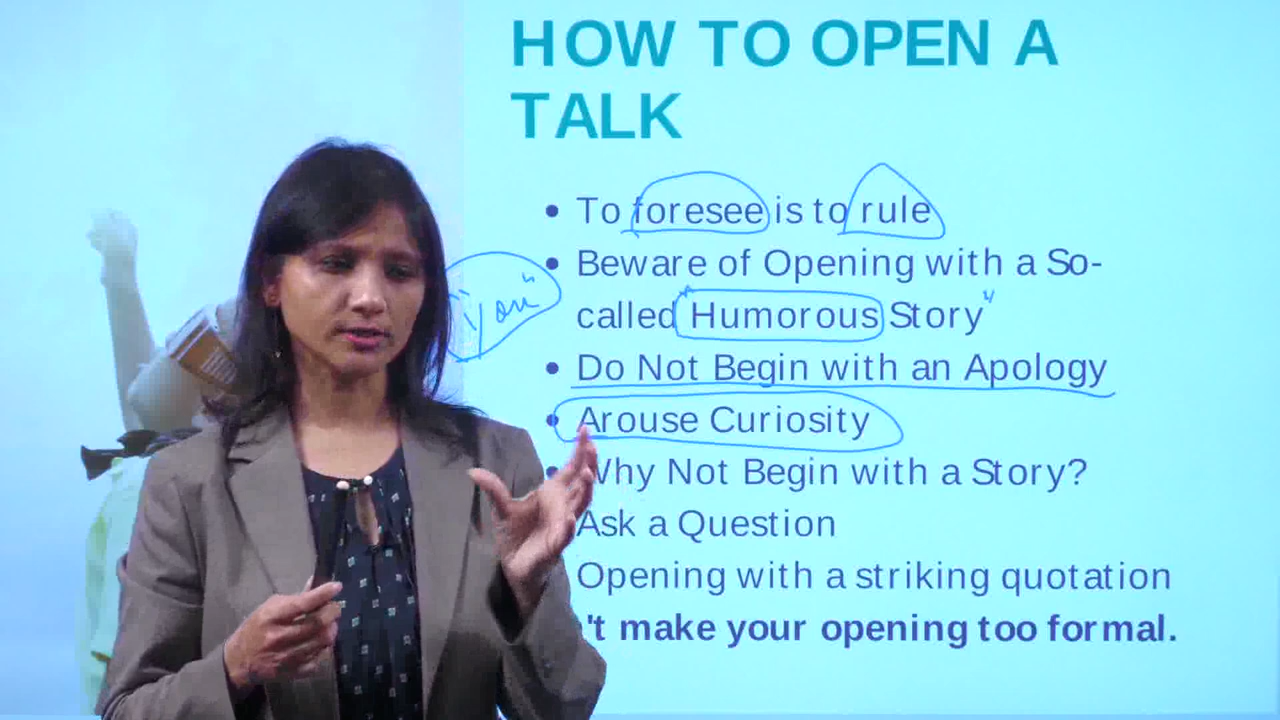 HOW TO OPEN A
TALK
• To foresee is to rule
• Beware of Opening with a So-
called "Humorous Story"
"You"
• Do Not Begin with an Apology
• Arouse Curiosity
• Why Not Begin with a Story?
Ask a Question
Opening with a striking quotation
't make your opening too formal.